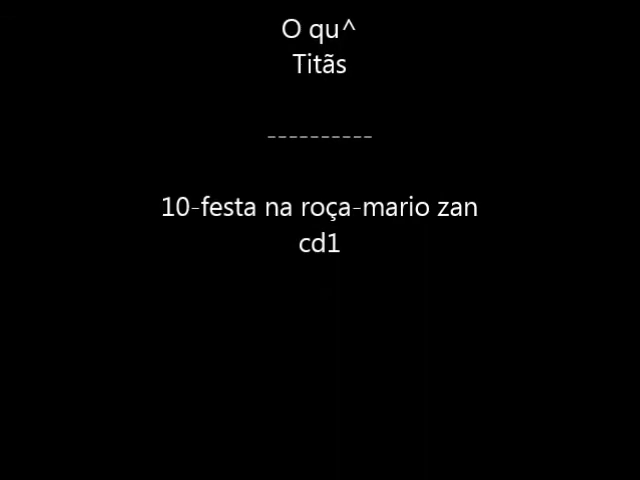 O qu^
Titãs
----------
10-festa na roça-mario zan
cd1